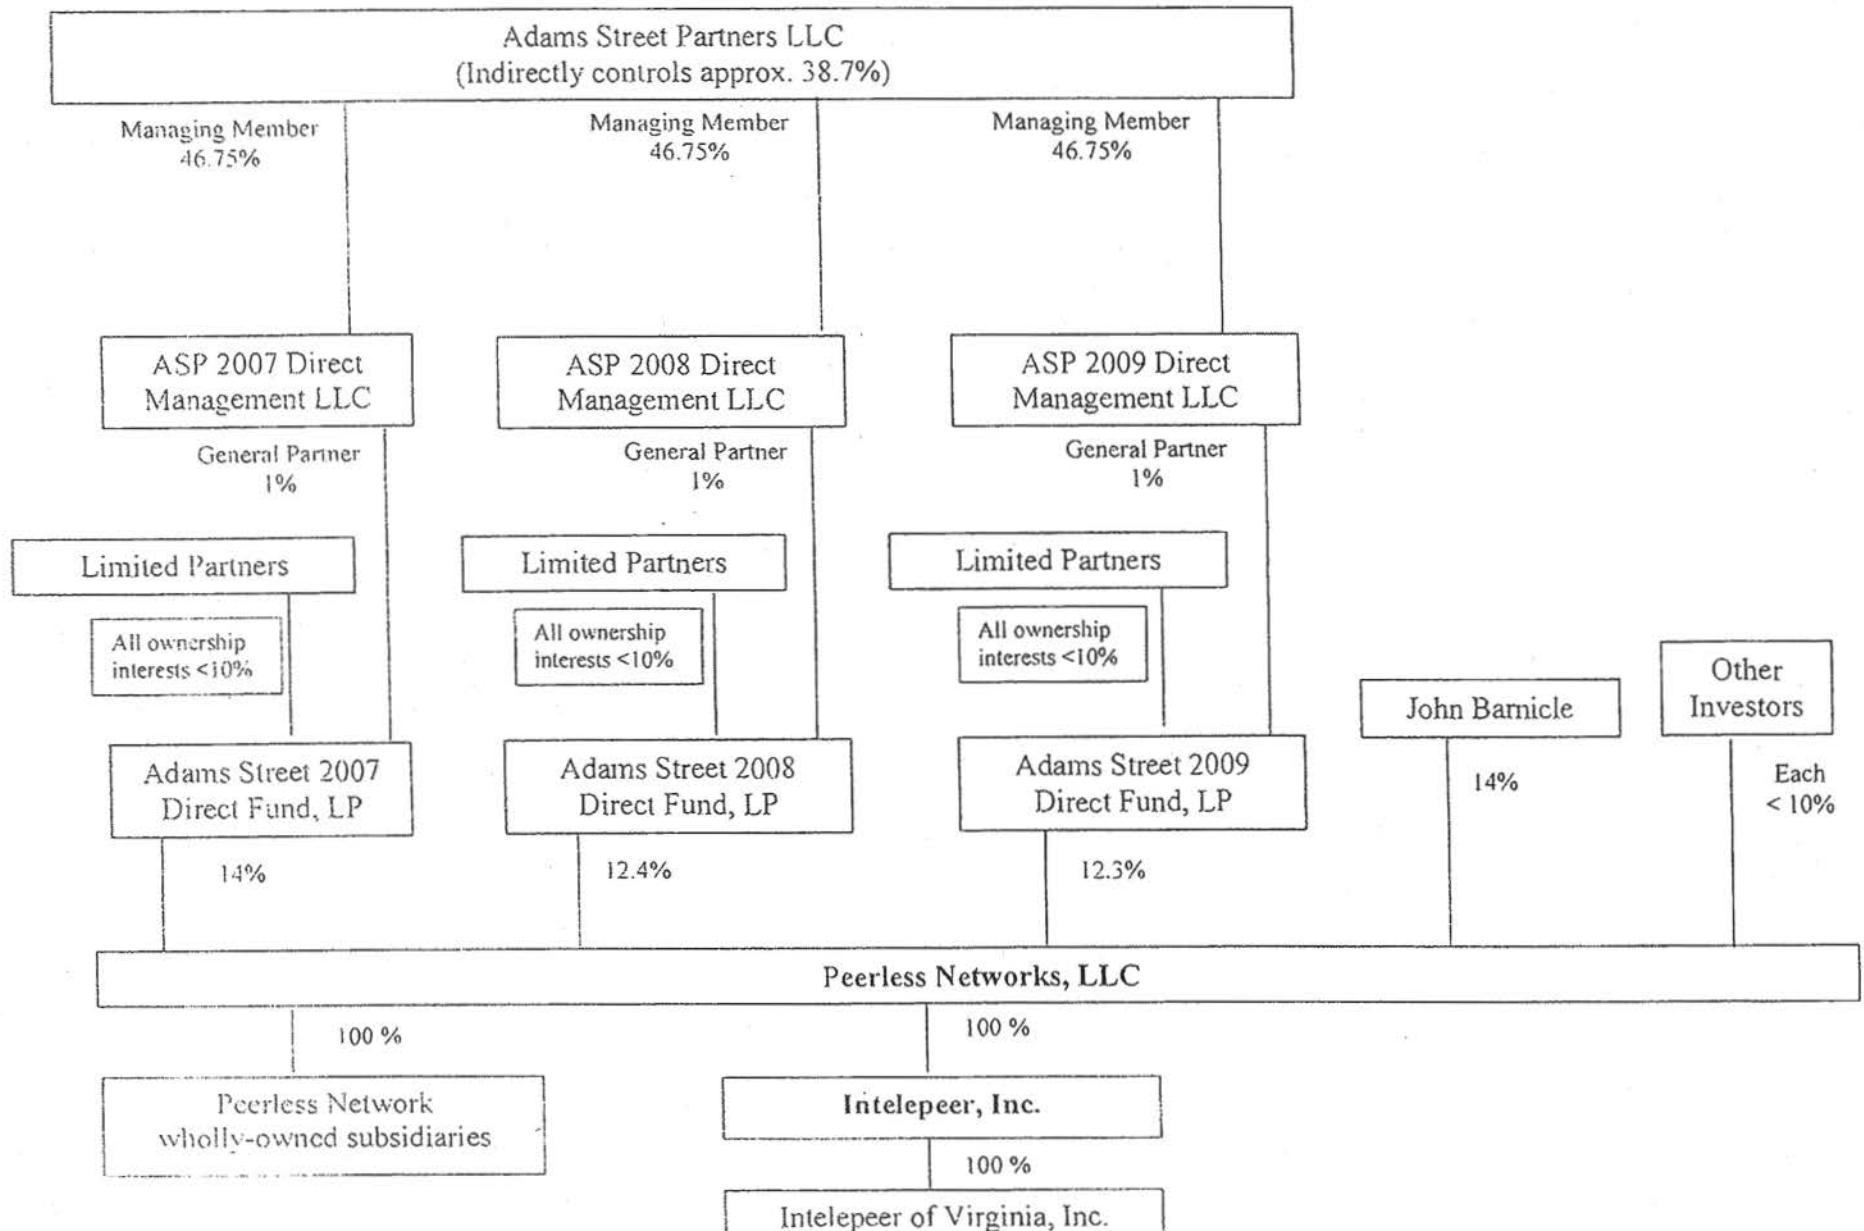 Adams Street Partners LLC
(Indirectly controls approx. 38.7%)
Managing Member
46.75%
Managing Member
46.75%
Managing Member
46.75%
ASP 2007 Direct
Management LLC
ASP 2008 Direct
Management LLC
ASP 2009 Direct
Management LLC
General Partner
1%
General Partner
1%
General Partner
1%
Limited Partners
Limited Partners
Limited Partners
All ownership
interests <10%
All ownership
interests <10%
All ownership
interests <10%
John Barnicle
Other
Investors
Adams Street 2007
Direct Fund, LP
Adams Street 2008
Direct Fund, LP
Adams Street 2009
Direct Fund, LP
14%
Each
< 10%
14%
12.4%
12.3%
Peerless Networks, LLC
100 %
100 %
Peerless Network
wholly-owned subsidiaries
Intelepeer, Inc.
100 %
Intelepeer of Virginia, Inc.